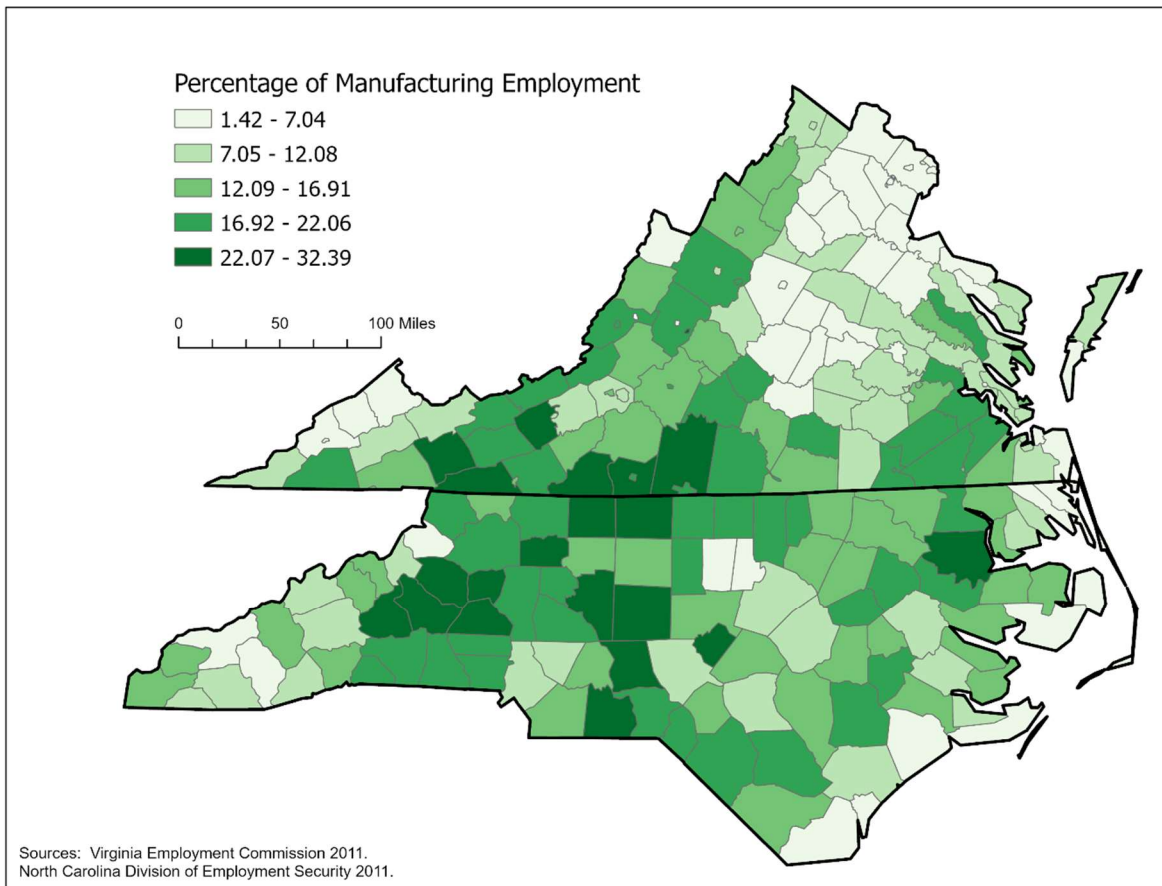 Percentage of Manufacturing Employment
1.42 - 7.04
7.05 - 12.08
12.09 - 16.91
16.92 - 22.06
22.07 - 32.39
0 50 100 Miles
Sources: Virginia Employment Commission 2011.
North Carolina Division of Employment Security 2011.